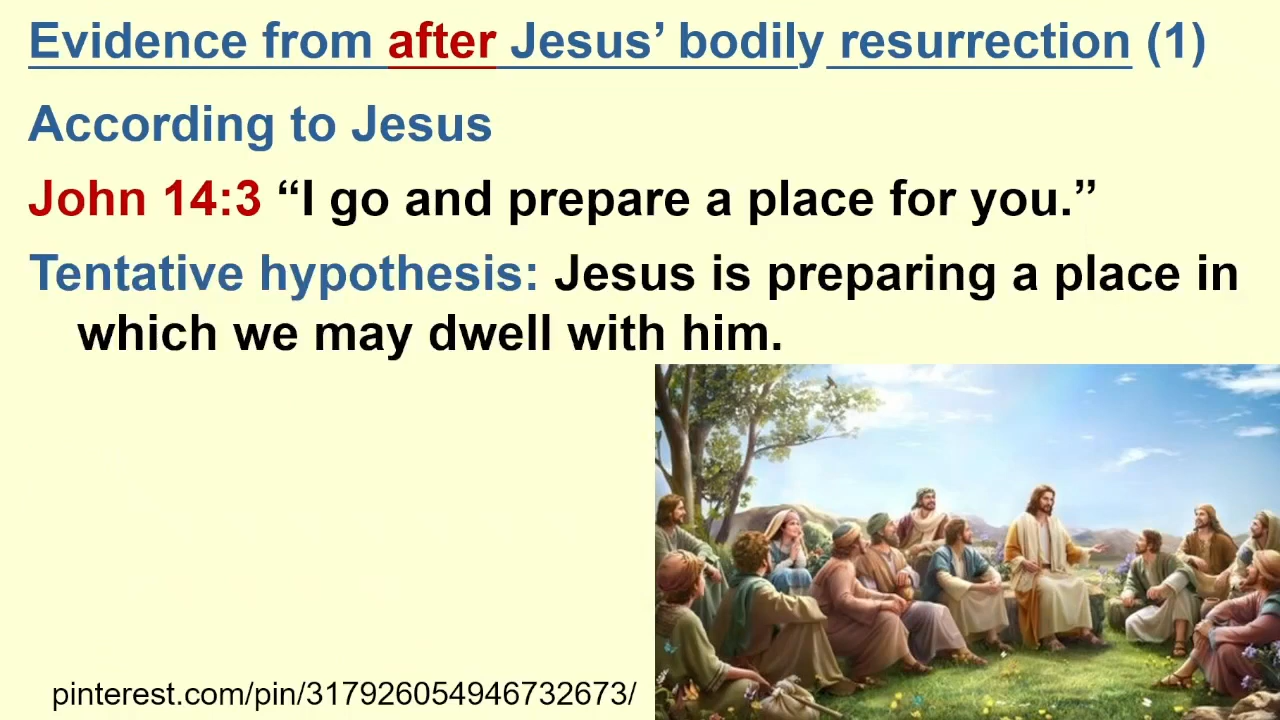 Evidence from after Jesus’ bodily resurrection (1)
According to Jesus
John 14:3 “I go and prepare a place for you.”
Tentative hypothesis: Jesus is preparing a place in
which we may dwell with him.
pinterest.com/pin/317926054946732673/